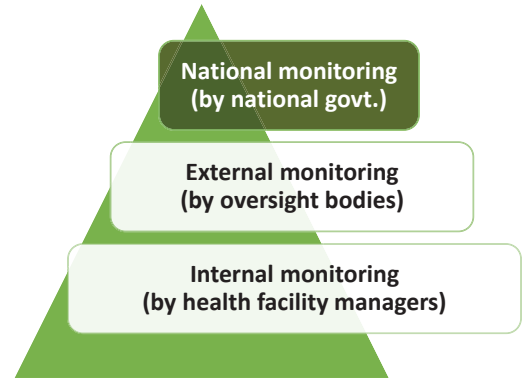 National monitoring
(by national govt.)
External monitoring
(by oversight bodies)
Internal monitoring
(by health facility managers)